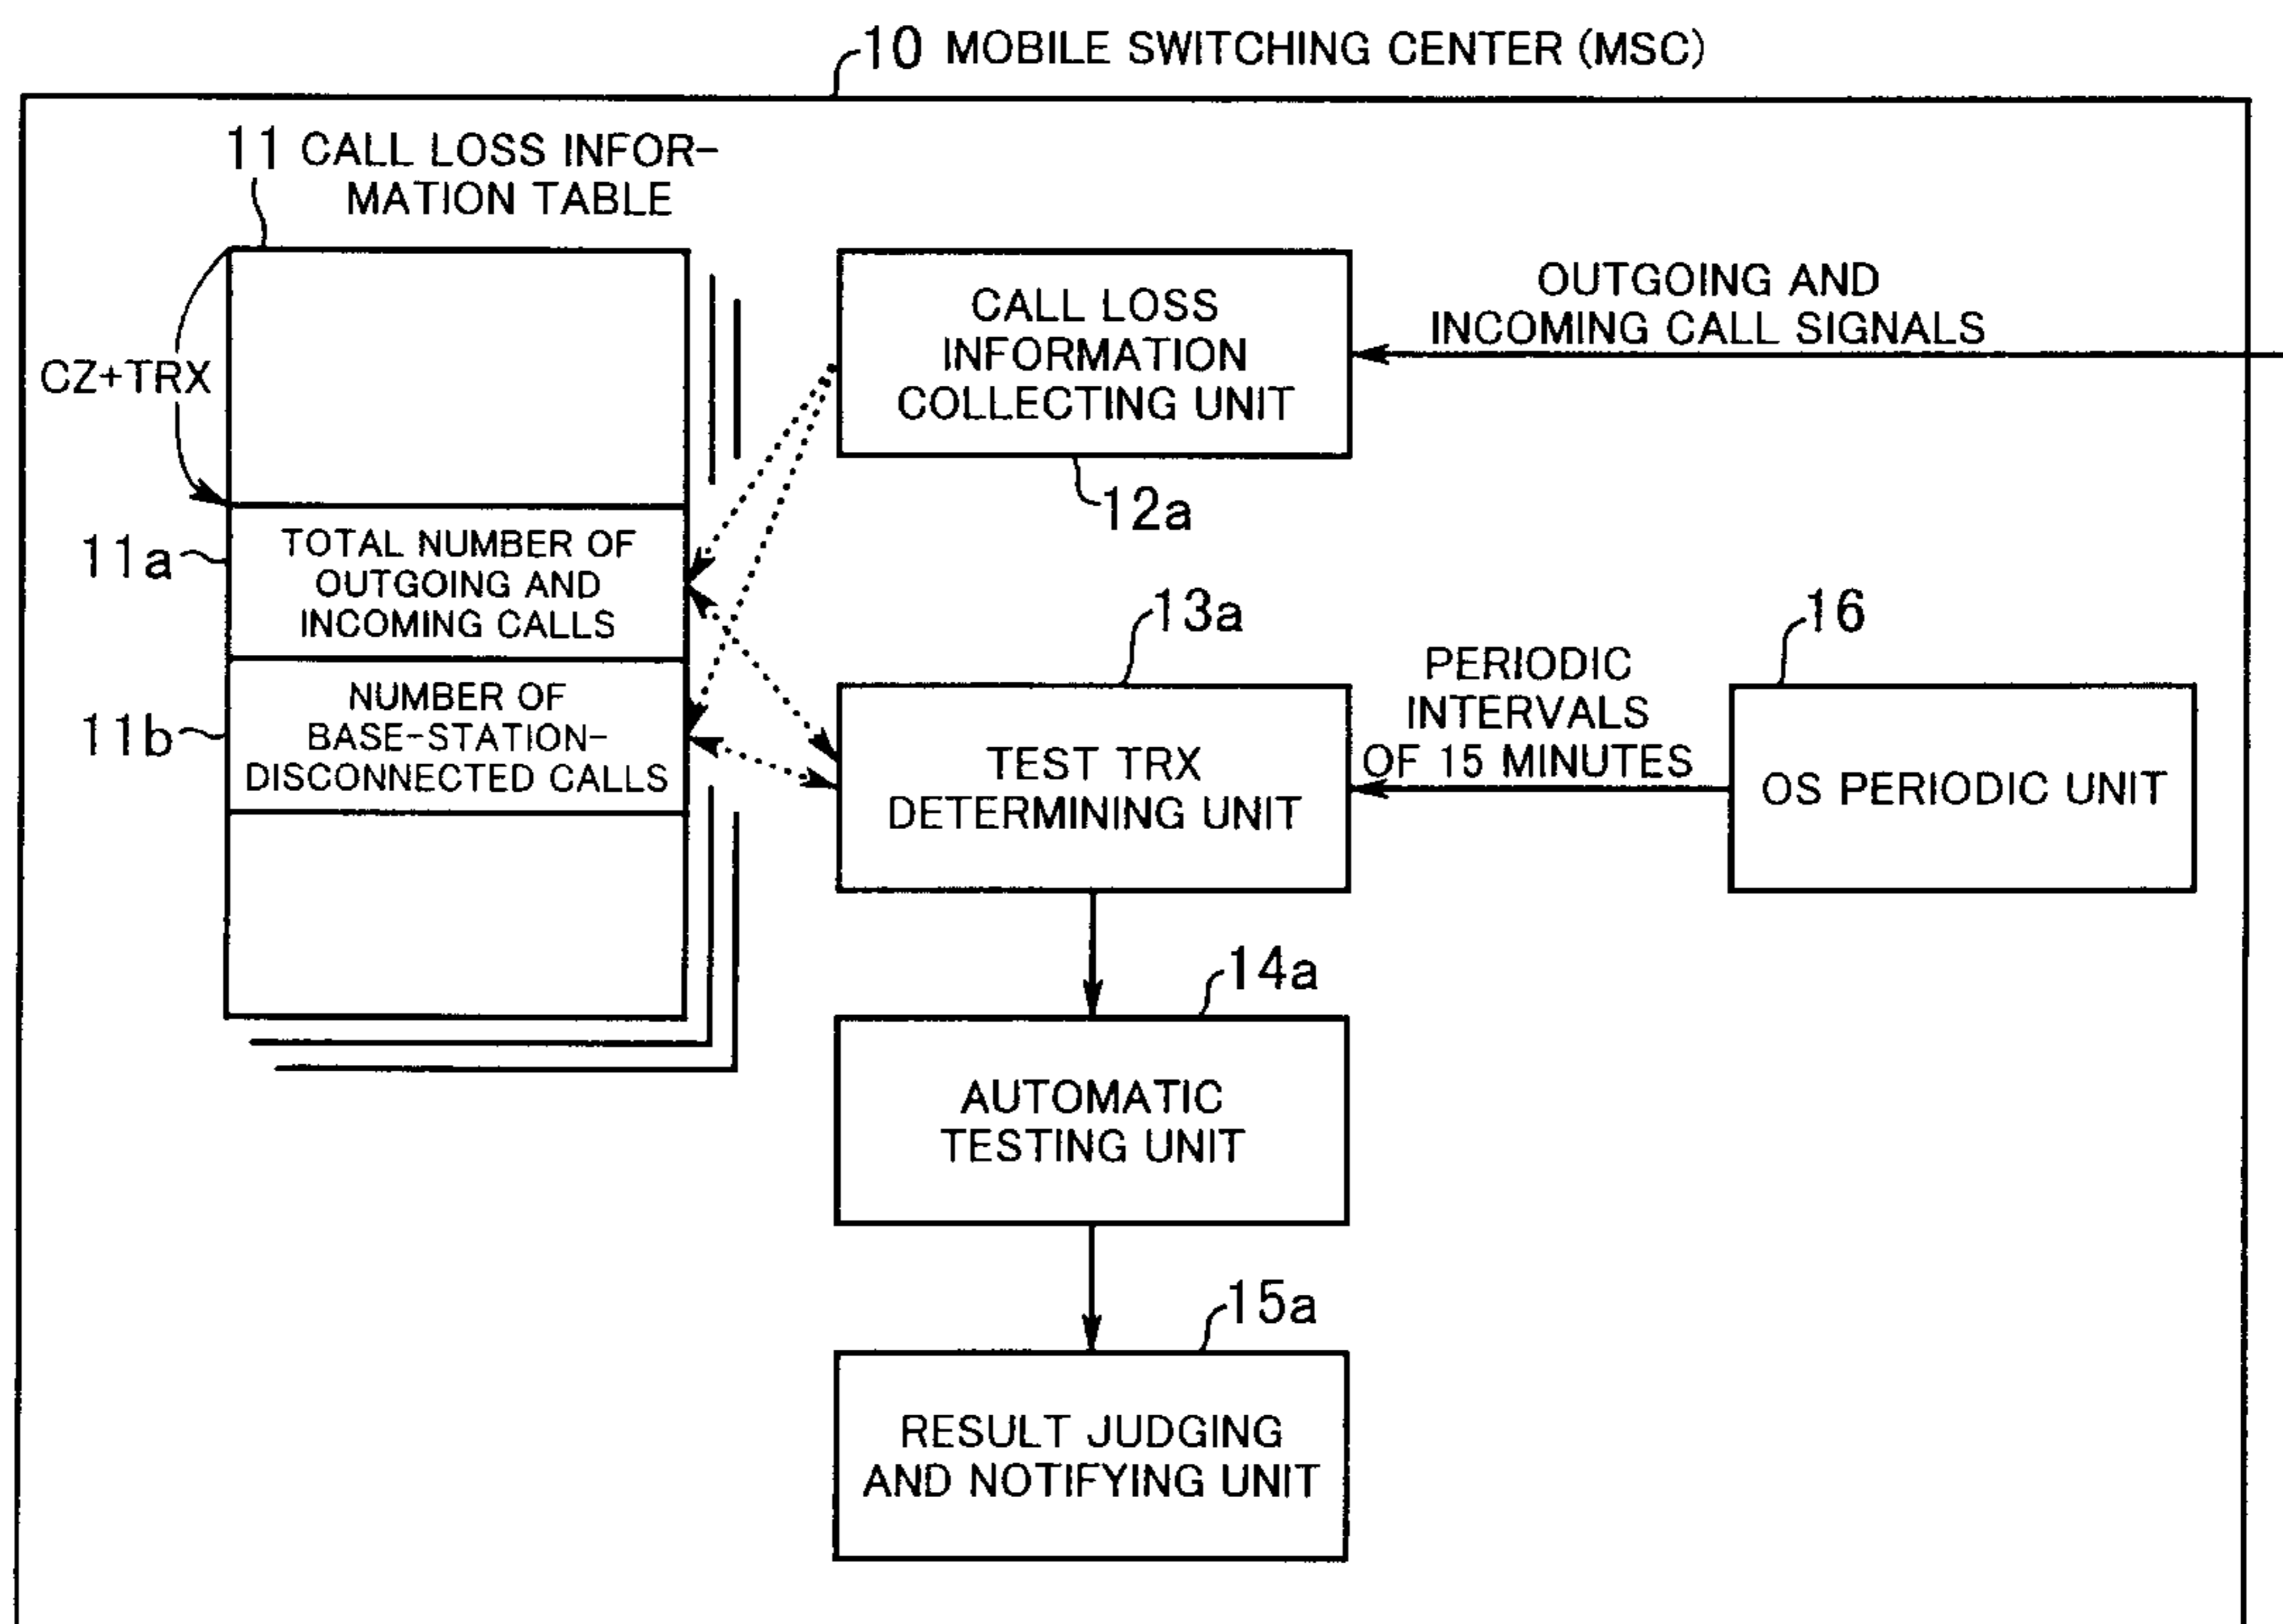 10 MOBILE SWITCHING CENTER (MSC)
11 CALL LOSS INFOR-
MATION TABLE
CZ+TRX
CALL LOSS
INFORMATION
COLLECTING UNIT
12a
OUTGOING AND
INCOMING CALL SIGNALS
11a
TOTAL NUMBER OF
OUTGOING AND
INCOMING CALLS
11b
NUMBER OF
BASE-STATION-
DISCONNECTED CALLS
13a
TEST TRX
DETERMINING UNIT
PERIODIC
INTERVALS
OF 15 MINUTES
16
OS PERIODIC UNIT
14a
AUTOMATIC
TESTING UNIT
15a
RESULT JUDGING
AND NOTIFYING UNIT